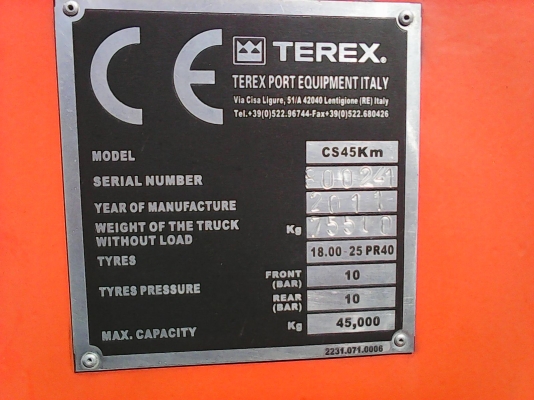 CE TEREX.
TEREX PORT EQUIPMENT ITALY
Via Cisa Ligure, 51/A 42040 Lentigione (RE) Italy
Tel.+39(0)522.96744-Fax+39(0)522.680426
MODEL CS45Km
SERIAL NUMBER
YEAR OF MANUFACTURE 2011
WEIGHT OF THE TRUCK
WITHOUT LOAD Kg
TYRES 18.00-25 PR40
TYRES PRESSURE
FRONT (BAR) 10
REAR (BAR) 10
MAX. CAPACITY Kg 45,000
2231.071.0006